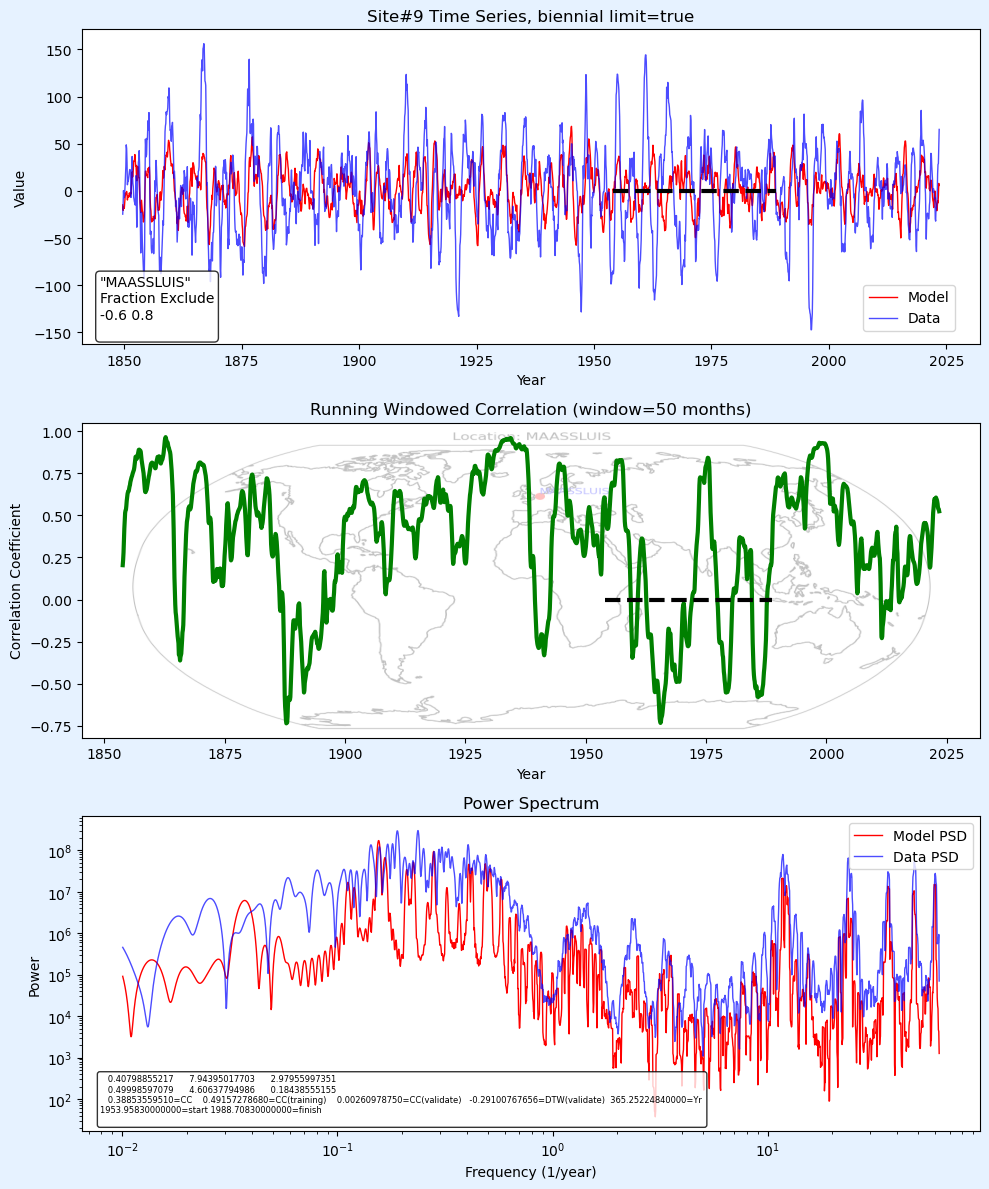 Site#9 Time Series, biennial limit=true
Value
150
100
50
0
−50
−100
−150
"MAASSLUIS"
Fraction Exclude
-0.6 0.8
Model
Data
1850
1875
1900
1925
1950
1975
2000
2025
Year
Running Windowed Correlation (window=50 months)
Location: MAASSLUIS
MAASSLUIS
Correlation Coefficient
1.00
0.75
0.50
0.25
0.00
−0.25
−0.50
−0.75
1850
1875
1900
1925
1950
1975
2000
2025
Year
Power Spectrum
Model PSD
Data PSD
Power
10^8
10^7
10^6
10^5
10^4
10^3
10^2
0.40798855217 7.94395017703 2.97955997351
0.49998597079 4.60637794986 0.18438555155
0.38853559510=CC 0.49157278680=CC(training) 0.00260978750=CC(validate) -0.29100767656=DTW(validate) 365.25224840000=Yr
1953.95830000000=start 1988.70830000000=finish
10^−2
10^−1
10^0
10^1
Frequency (1/year)